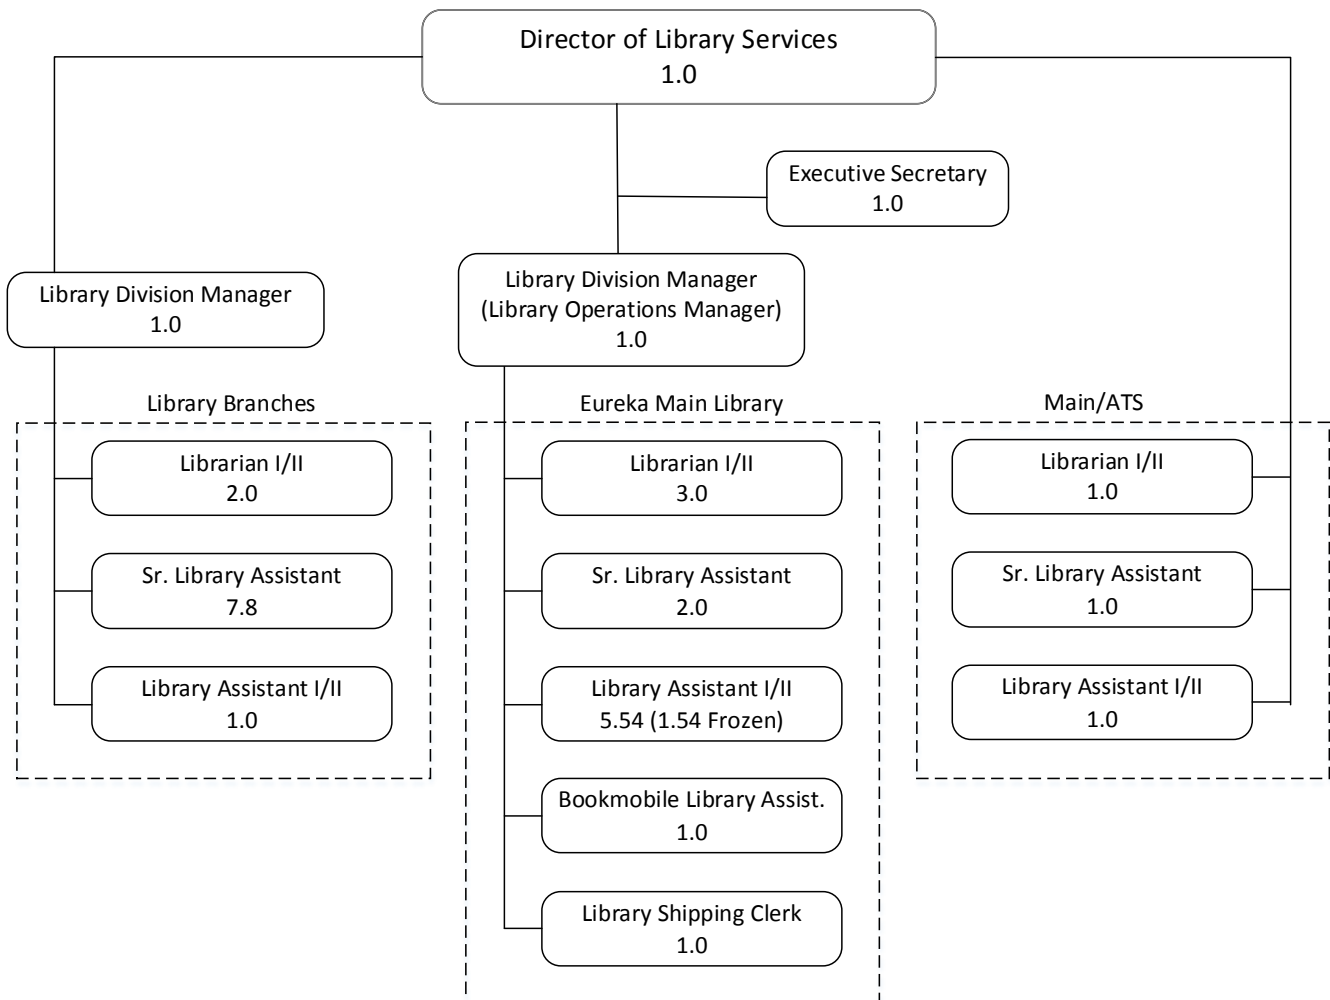 Director of Library Services
1.0
Executive Secretary
1.0
Library Division Manager
1.0
Library Division Manager
(Library Operations Manager)
1.0
Library Branches
Librarian I/II
2.0
Sr. Library Assistant
7.8
Library Assistant I/II
1.0
Eureka Main Library
Librarian I/II
3.0
Sr. Library Assistant
2.0
Library Assistant I/II
5.54 (1.54 Frozen)
Bookmobile Library Assist.
1.0
Library Shipping Clerk
1.0
Main/ATS
Librarian I/II
1.0
Sr. Library Assistant
1.0
Library Assistant I/II
1.0